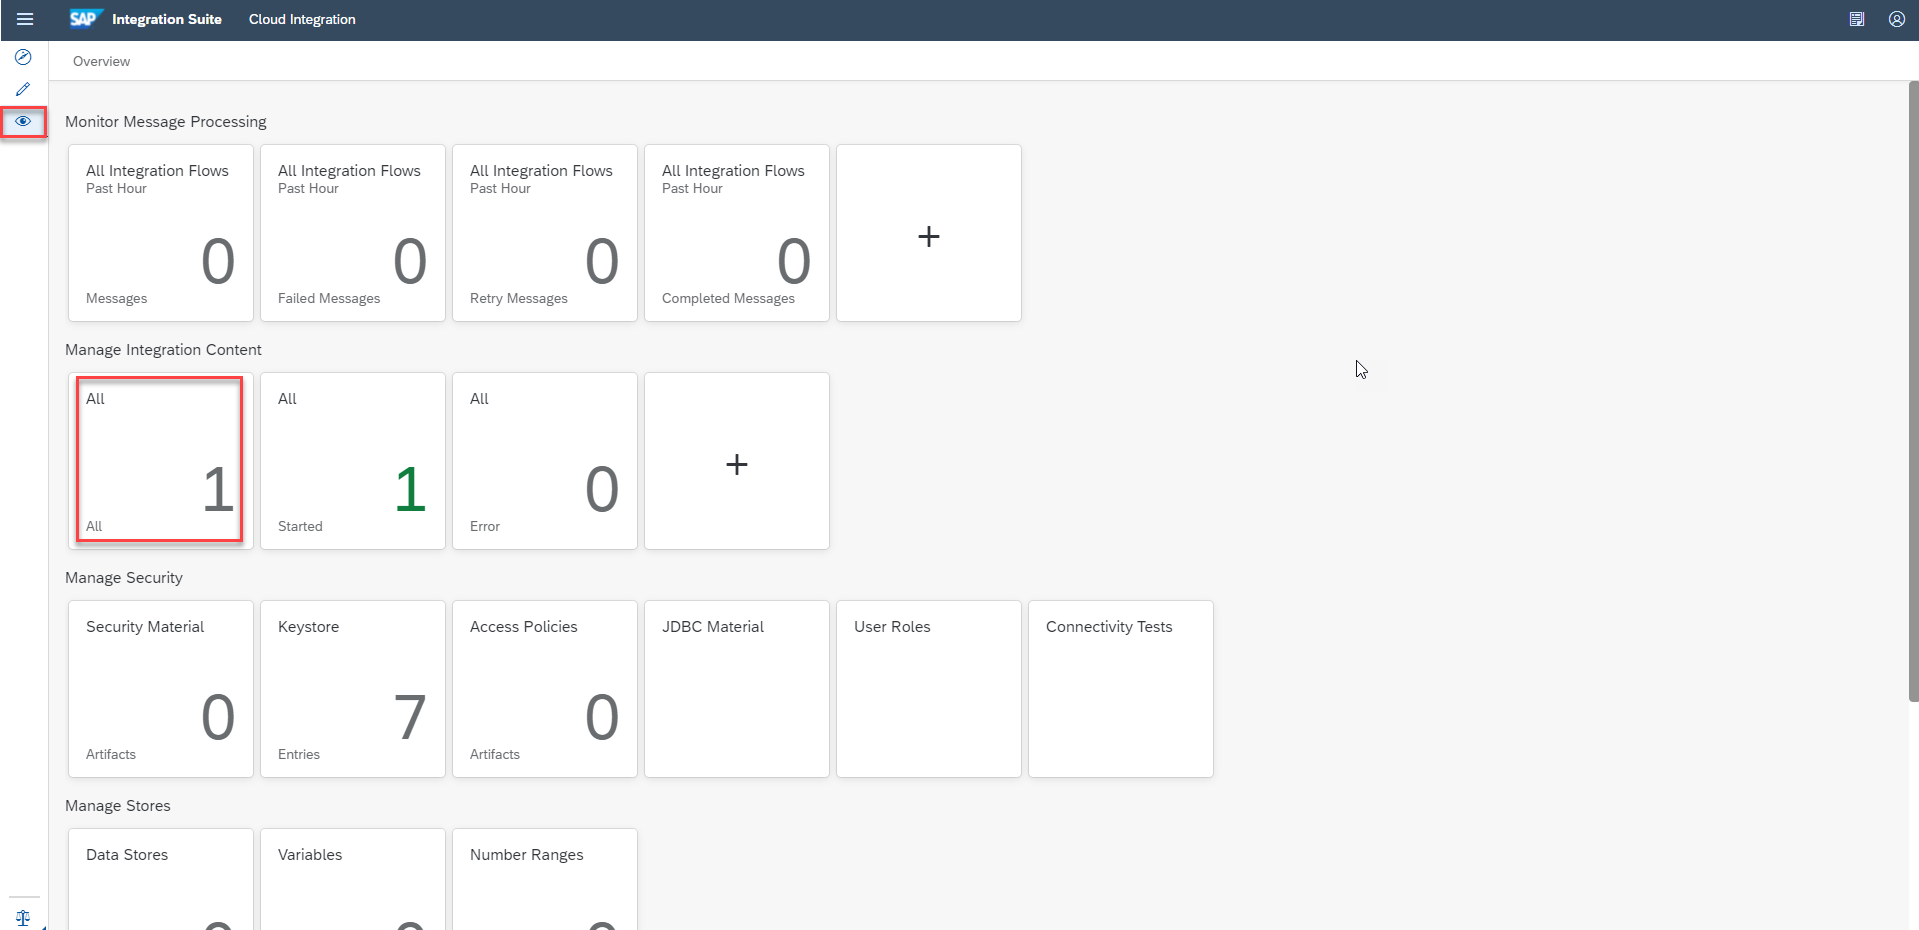 SAP Integration Suite Cloud Integration
Overview
Monitor Message Processing
All Integration Flows All Integration Flows All Integration Flows All Integration Flows
Past Hour Past Hour Past Hour Past Hour
+
0 0 0 0
Messages Failed Messages Retry Messages Completed Messages
Manage Integration Content
All All All
+
1 1 0
All Started Error
Manage Security
Security Material Keystore Access Policies JDBC Material User Roles Connectivity Tests
0 7 0
Artifacts Entries Artifacts
Manage Stores
Data Stores Variables Number Ranges